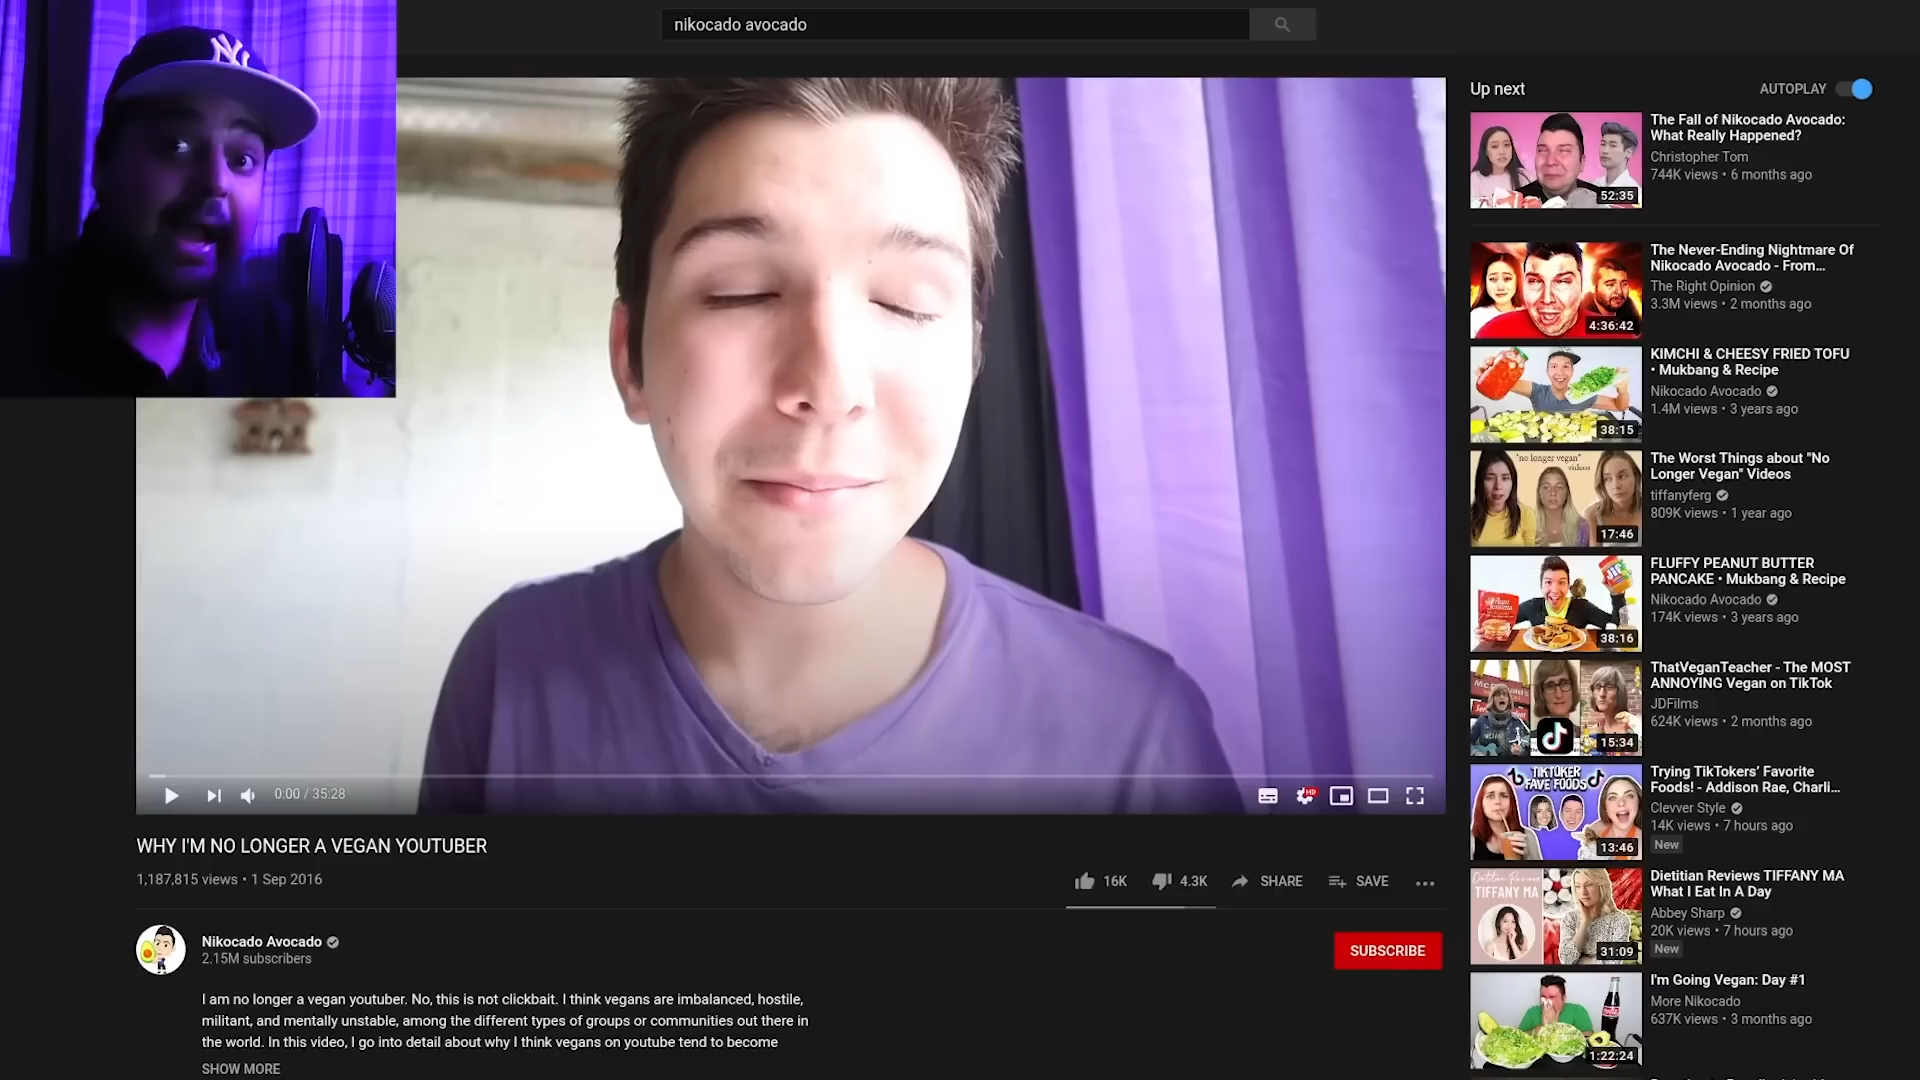 nikocado avocado
NY
Up next
AUTOPLAY
The Fall of Nikocado Avocado:
What Really Happened?
Christopher Tom
744K views • 6 months ago
52:35
The Never-Ending Nightmare Of
Nikocado Avocado - From...
The Right Opinion
3.3M views • 2 months ago
4:36:42
KIMCHI & CHEESY FRIED TOFU
• Mukbang & Recipe
Nikocado Avocado
1.4M views • 3 years ago
38:15
The Worst Things about "No
Longer Vegan" Videos
tiffanyferg
809K views • 1 year ago
"no longer vegan"
videos
17:46
FLUFFY PEANUT BUTTER
PANCAKE • Mukbang & Recipe
Nikocado Avocado
174K views • 3 years ago
38:16
ThatVeganTeacher - The MOST
ANNOYING Vegan on TikTok
JDFilms
624K views • 2 months ago
15:34
Trying TikTokers’ Favorite
Foods! - Addison Rae, Charli...
Clevver Style
14K views • 7 hours ago
New
TIKTOKER
FAVE FOODS
13:46
Dietitian Reviews TIFFANY MA
What I Eat In A Day
Abbey Sharp
20K views • 7 hours ago
New
Dietitian Reviews
TIFFANY MA
31:09
I'm Going Vegan: Day #1
More Nikocado
637K views • 3 months ago
1:22:24
0:00 / 35:28
HD
WHY I'M NO LONGER A VEGAN YOUTUBER
1,187,815 views • 1 Sep 2016
16K
4.3K
SHARE
SAVE
Nikocado Avocado
2.15M subscribers
SUBSCRIBE
I am no longer a vegan youtuber. No, this is not clickbait. I think vegans are imbalanced, hostile,
militant, and mentally unstable, among the different types of groups or communities out there in
the world. In this video, I go into detail about why I think vegans on youtube tend to become
SHOW MORE